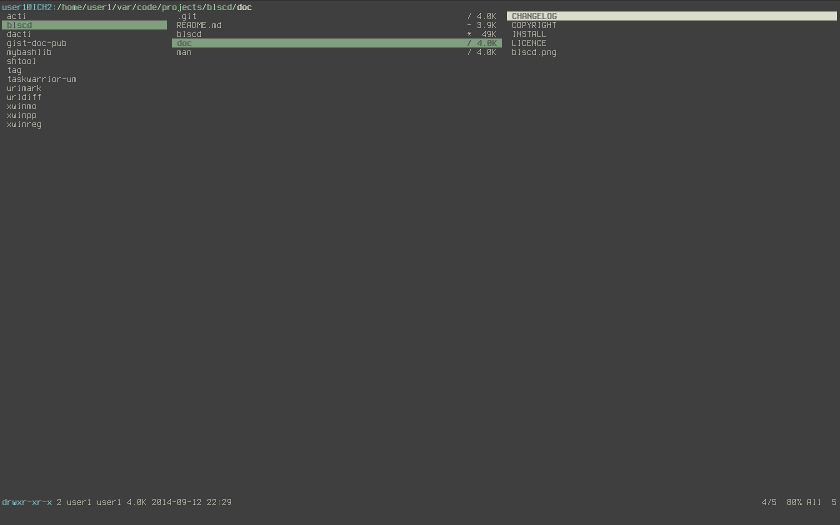 user1@ICH2:/home/user1/var/code/projects/blscd/doc
acti .git / 4.0K CHANGELOG
blscd README.md ~ 3.9K COPYRIGHT
dacti blscd * 49K INSTALL
gist-doc-pub doc / 4.0K LICENCE
mybashlib man / 4.0K blscd.png
shtool
tag
taskwarrior-um
urlmark
urldiff
xwinmo
xwinpp
xwinreg
drwxr-xr-x 2 user1 user1 4.0K 2014-09-12 22:29 4/5 80% All 5